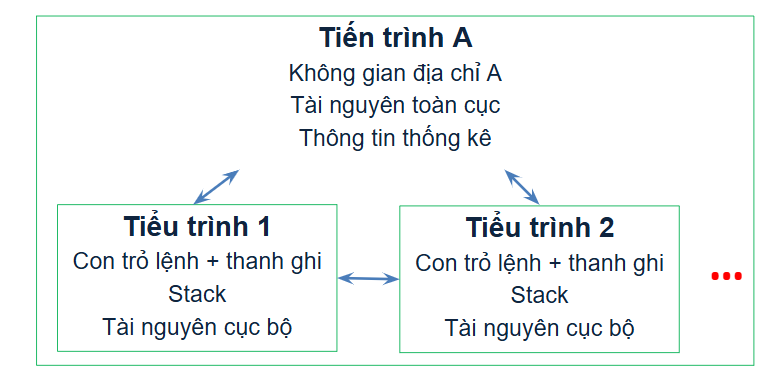 Tiến trình A
Không gian địa chỉ A
Tài nguyên toàn cục
Thông tin thống kê
Tiểu trình 1
Con trỏ lệnh + thanh ghi
Stack
Tài nguyên cục bộ
Tiểu trình 2
Con trỏ lệnh + thanh ghi
Stack
Tài nguyên cục bộ
...